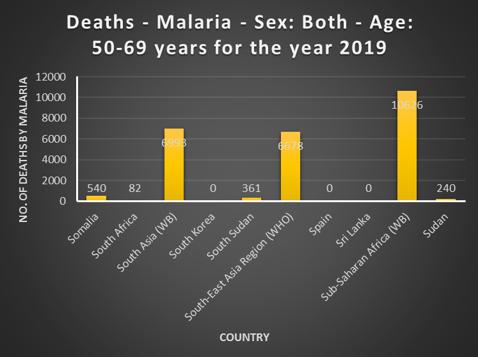 Deaths - Malaria - Sex: Both - Age:
50-69 years for the year 2019
NO. OF DEATHS BY MALARIA
12000
10000
8000
6000
4000
2000
0
540
82
6993
0
361
6678
0
0
10626
240
Somalia
South Africa
South Asia (WB)
South Korea
South Sudan
South-East Asia Region (WHO)
Spain
Sri Lanka
Sub-Saharan Africa (WB)
Sudan
COUNTRY